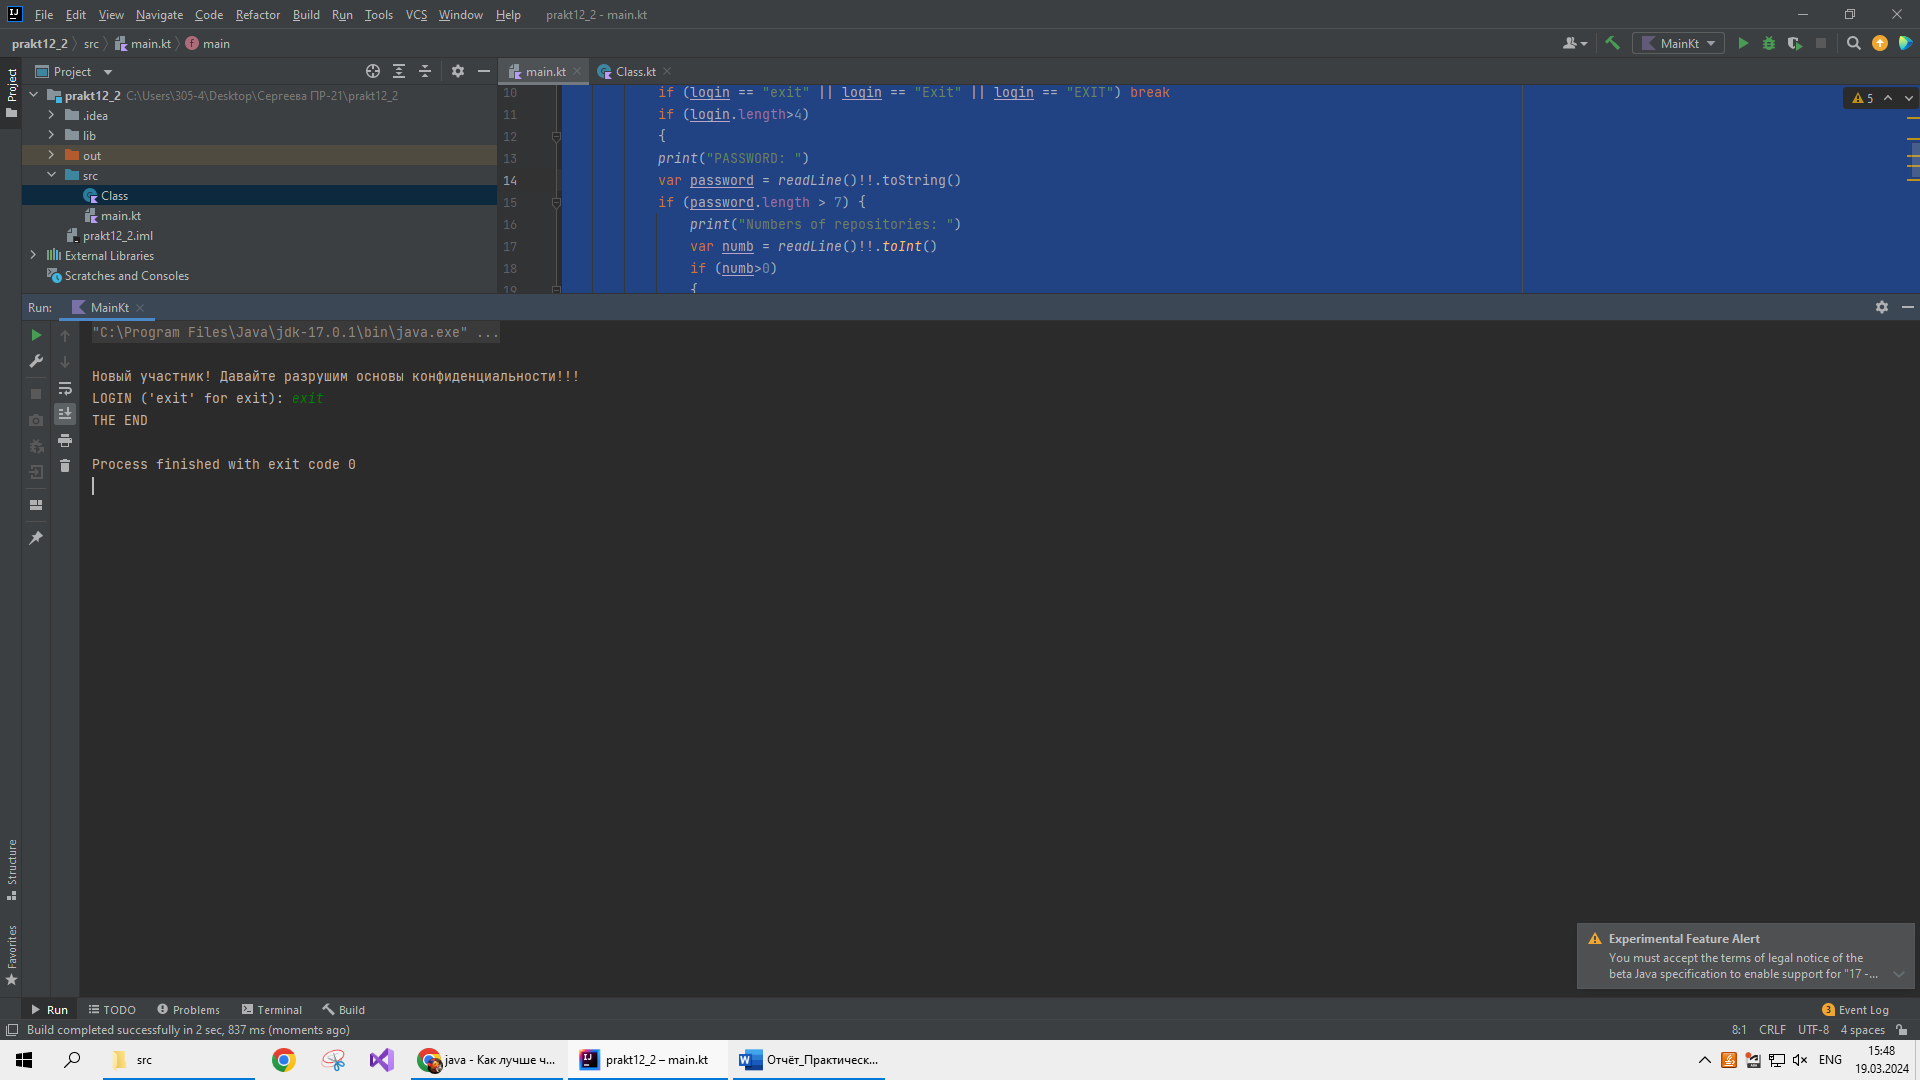 File Edit View Navigate Code Refactor Build Run Tools VCS Window Help prakt12_2 - main.kt
prakt12_2 src main.kt main
MainKt
Project
main.kt
Class.kt
Project
prakt12_2 C:\Users\305-4\Desktop\Сергеева ПР-21\prakt12_2
.idea
lib
out
src
Class
main.kt
prakt12_2.iml
External Libraries
Scratches and Consoles
10 if (login == "exit" || login == "Exit" || login == "EXIT") break
11 if (login.length>4)
12 {
13 print("PASSWORD: ")
14 var password = readLine()!!.toString()
15 if (password.length > 7) {
16 print("Numbers of repositories: ")
17 var numb = readLine()!!.toInt()
18 if (numb>0)
19 {
5
Run: MainKt
"C:\Program Files\Java\jdk-17.0.1\bin\java.exe" ...
Новый участник! Давайте разрушим основы конфиденциальности!!!
LOGIN ('exit' for exit): exit
THE END
Process finished with exit code 0
Structure
Favorites
Experimental Feature Alert
You must accept the terms of legal notice of the
beta Java specification to enable support for "17 -...
Run TODO Problems Terminal Build
3 Event Log
Build completed successfully in 2 sec, 837 ms (moments ago)
8:1 CRLF UTF-8 4 spaces
src
java - Как лучше ч...
prakt12_2 – main.kt
Отчёт_Практическ...
ENG
15:48
19.03.2024